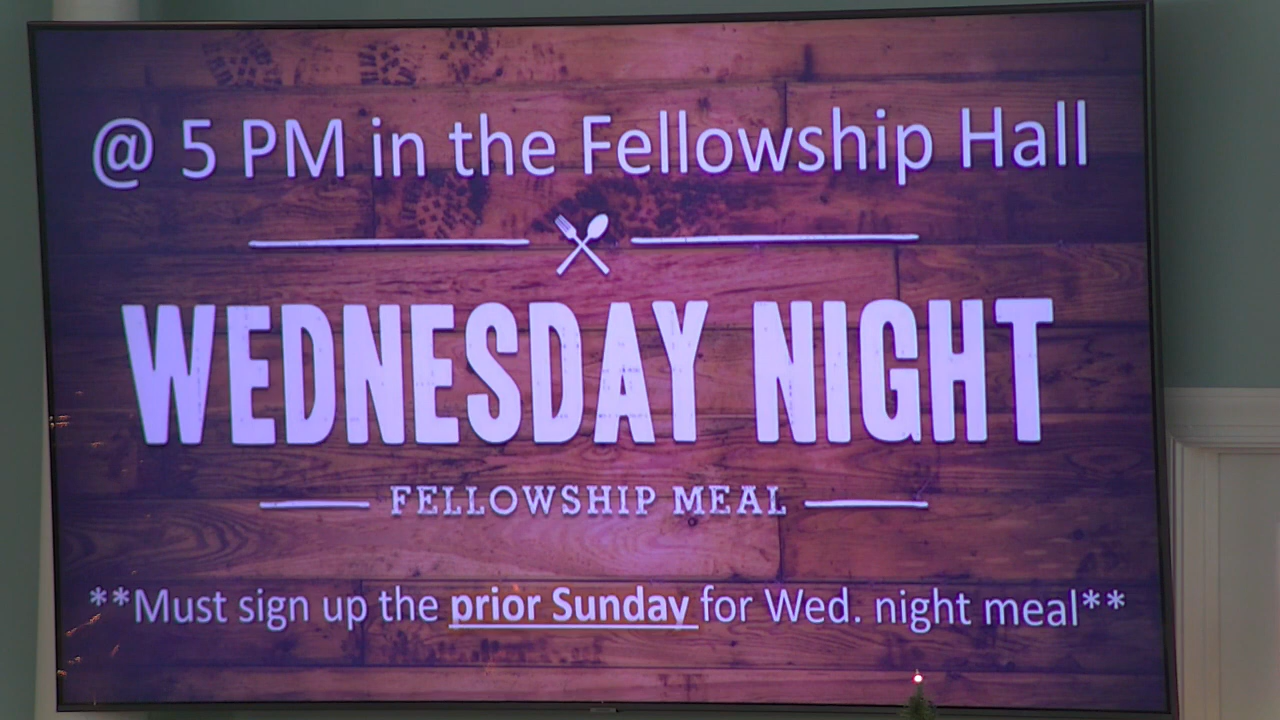 @ 5 PM in the Fellowship Hall
WEDNESDAY NIGHT
FELLOWSHIP MEAL
**Must sign up the prior Sunday for Wed. night meal**